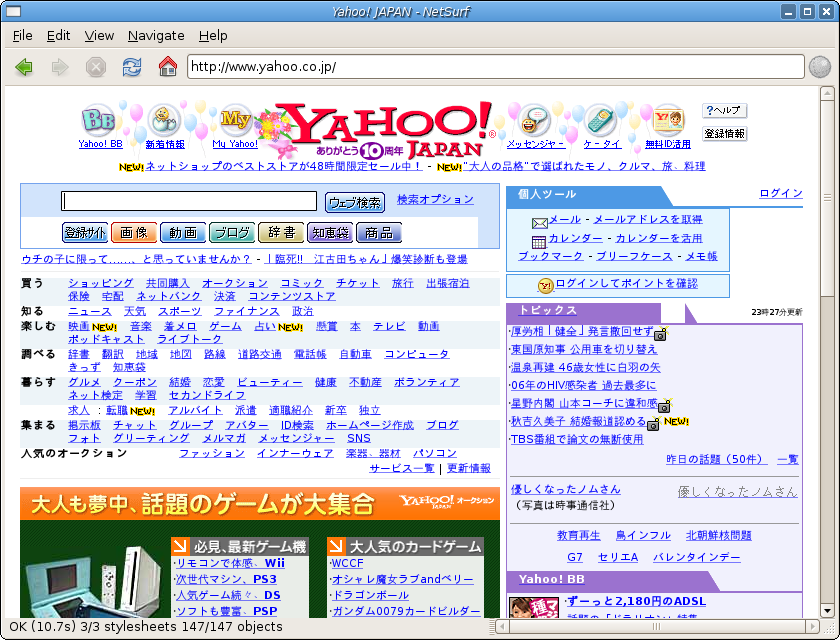 Yahoo! JAPAN - NetSurf
File Edit View Navigate Help
http://www.yahoo.co.jp/
Bb My YAHOO! JAPAN
ありがとう10周年
Yahoo! BB 新着情報 My Yahoo! メッセンジャー ケータイ 無料ID活用
?ヘルプ
登録情報
NEW! ネットショップのベストストアが48時間限定セール中！ - NEW! "大人の品格"で選ばれたモノ、クルマ、旅、料理
ウェブ検索 検索オプション
登録サイト 画像 動画 ブログ 辞書 知恵袋 商品
ウチの子に限って……、と思っていませんか？ - 「臨死!! 江古田ちゃん」爆笑診断も登場
買う ショッピング 共同購入 オークション コミック チケット 旅行 出張宿泊
保険 宅配 ネットバンク 決済 コンテンツストア
知る ニュース 天気 スポーツ ファイナンス 政治
楽しむ 映画 NEW! 音楽 着メロ ゲーム 占い NEW! 懸賞 本 テレビ 動画
ポッドキャスト ライブトーク
調べる 辞書 翻訳 地域 地図 路線 道路交通 電話帳 自動車 コンピュータ
きっず 知恵袋
暮らす グルメ クーポン 結婚 恋愛 ビューティー 健康 不動産 ボランティア
ネット検定 学習 セカンドライフ
求人 : 転職 NEW! アルバイト 派遣 適職紹介 新卒 独立
集まる 掲示板 チャット グループ アバター ID検索 ホームページ作成 ブログ
フォト グリーティング メルマガ メッセンジャー SNS
人気のオークション ファッション インナーウェア 楽器、器材 パソコン
サービス一覧 | 更新情報
大人も夢中、話題のゲームが大集合 YAHOO! オークション JAPAN
必見、最新ゲーム機
·リモコンで体感、Wii
·次世代マシン、PS3
·人気ゲーム続々、DS
·ソフトも豊富、PSP
大人気のカードゲーム
·WCCF
·オシャレ魔女ラブandベリー
·ドラゴンボール
·ガンダム0079カードビルダー
個人ツール ログイン
メール - メールアドレスを取得
カレンダー - カレンダーを活用
ブックマーク - ブリーフケース - メモ帳
ログインしてポイントを確認
トピックス 23時27分更新
·厚労相「健全」発言撤回せず
·東国原知事 公用車を切り替え
·温泉再建 46歳女性に白羽の矢
·06年のHIV感染者 過去最多に
·星野内閣 山本コーチに違和感
·秋吉久美子 結婚報道認める NEW!
·TBS番組で論文の無断使用
昨日の話題（50件） 一覧
優しくなったノムさん
（写真は時事通信社）
優しくなったノムさん
教育再生 鳥インフル 北朝鮮核問題
G7 セリエA バレンタインデー
Yahoo! BB
·ずーっと2,180円のADSL
OK (10.7s) 3/3 stylesheets 147/147 objects